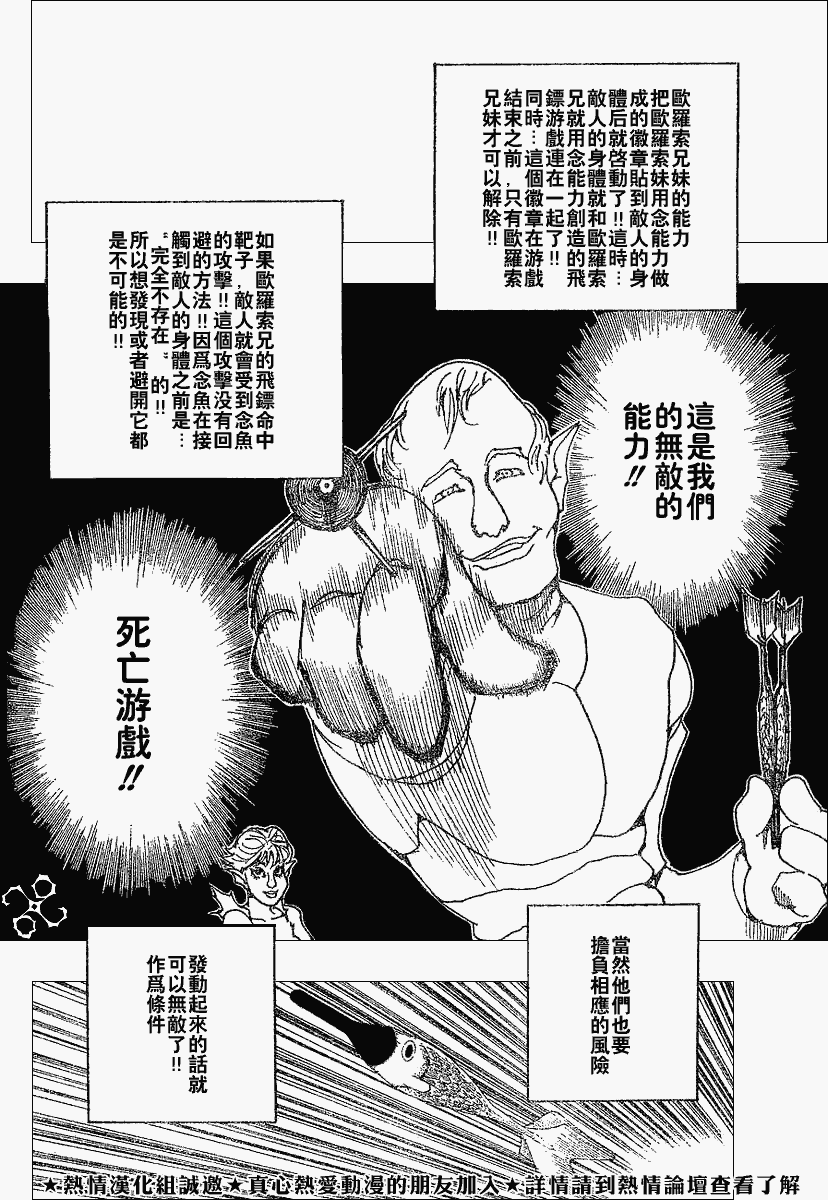 歐羅索兄妹的能力
把歐羅索妹用念能力做
成的徽章貼到敵人的身
體后就啓動了!!這時…
敵人的身體就和歐羅索
兄就用念能力創造的飛
鏢游戲連在一起了!!
同時…這個徽章在游戲
結束之前,只有歐羅索
兄妹才可以解除!!
如果歐羅索兄的飛鏢命中
靶子,敵人就會受到念魚
的攻擊!!這個攻擊没有回
避的方法!!因爲念魚在接
觸到敵人的身體之前是…
“完全不存在”的!!
所以想發現或者避開它都
是不可能的!!
這是我們
的無敵的
能力!!
死亡游戲!!
當然他們也要
擔負相應的風險
發動起來的話就
可以無敵了!!
作爲條件
★熱情漢化組誠邀★真心熱愛動漫的朋友加入★詳情請到熱情論壇查看了解